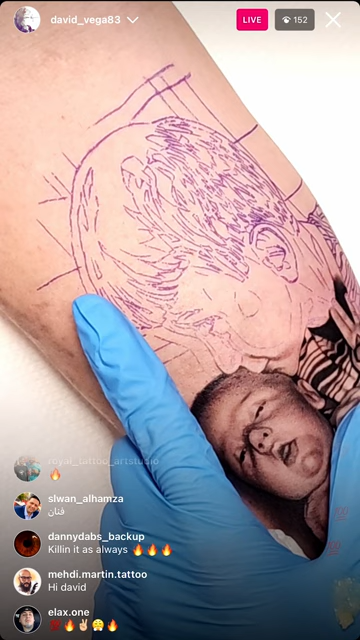 david_vega83
LIVE
152
royal_tattoo_artstudio
🔥
slwan_alhamza
فنان
dannydabs_backup
Killin it as always 🔥🔥🔥
mehdi.martin.tattoo
Hi david
elax.one
💯🔥✌🏼😤🔥